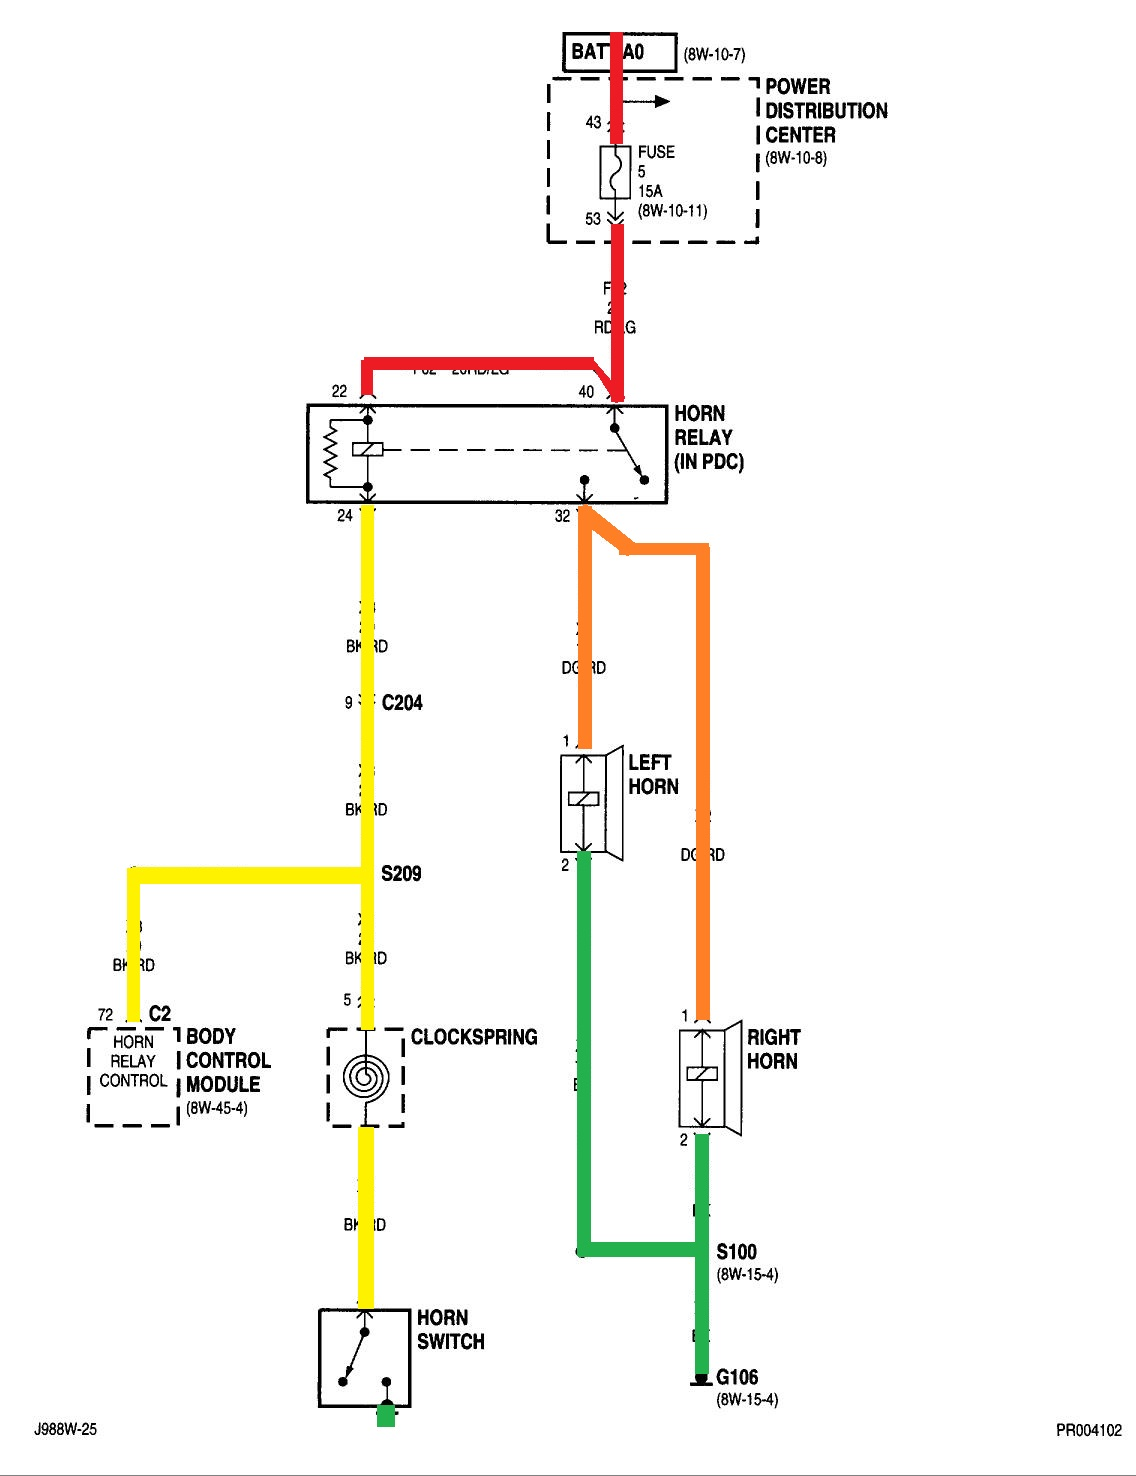 BATT A0 (8W-10-7)
POWER
DISTRIBUTION
CENTER
(8W-10-8)
43
FUSE
5
15A
(8W-10-11)
53
22
40
HORN
RELAY
(IN PDC)
24
32
9
C204
1
LEFT
HORN
2
S209
72
C2
HORN
RELAY
CONTROL
BODY
CONTROL
MODULE
(8W-45-4)
5
CLOCKSPRING
1
RIGHT
HORN
2
S100
(8W-15-4)
HORN
SWITCH
G106
(8W-15-4)
J988W-25
PR004102